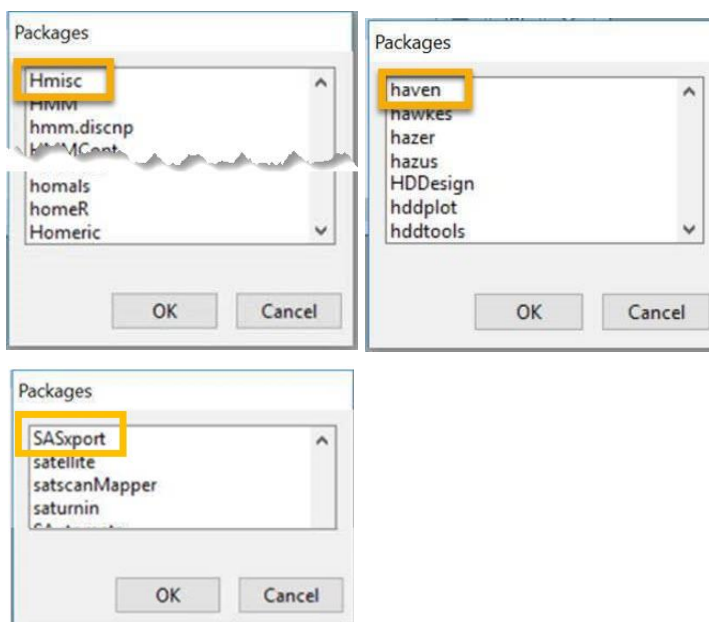 Packages
Hmisc
HMM
hmm.discnp
HMMCont
homals
homeR
Homeric
OK Cancel
Packages
haven
hawkes
hazer
hazus
HDDesign
hddplot
hddtools
OK Cancel
Packages
SASxport
satellite
satscanMapper
saturnin
OK Cancel